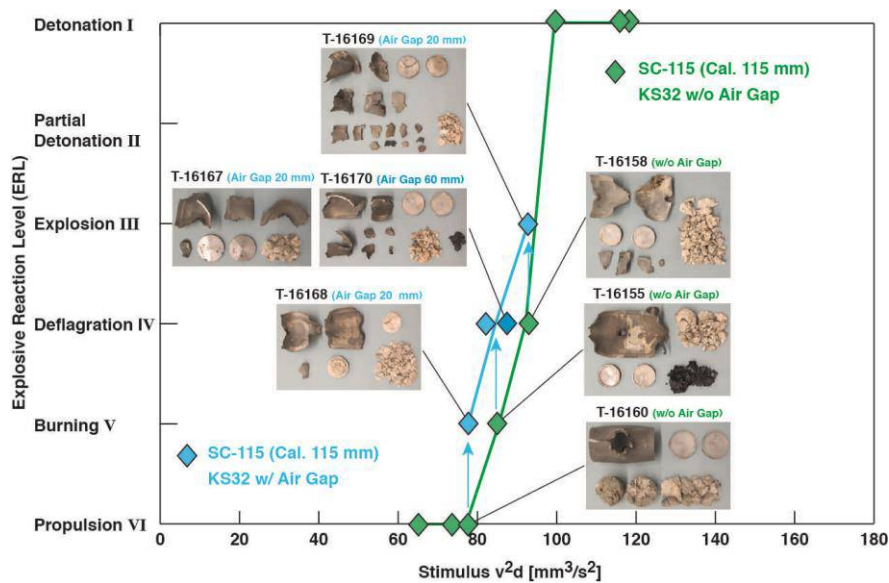 Explosive Reaction Level (ERL)
Detonation I
Partial
Detonation II
Explosion III
Deflagration IV
Burning V
Propulsion VI
T-16169 (Air Gap 20 mm)
SC-115 (Cal. 115 mm)
KS32 w/o Air Gap
T-16167 (Air Gap 20 mm)
T-16170 (Air Gap 60 mm)
T-16158 (w/o Air Gap)
T-16168 (Air Gap 20 mm)
T-16155 (w/o Air Gap)
T-16160 (w/o Air Gap)
SC-115 (Cal. 115 mm)
KS32 w/ Air Gap
0 20 40 60 80 100 120 140 160 180
Stimulus v²d [mm³/s²]